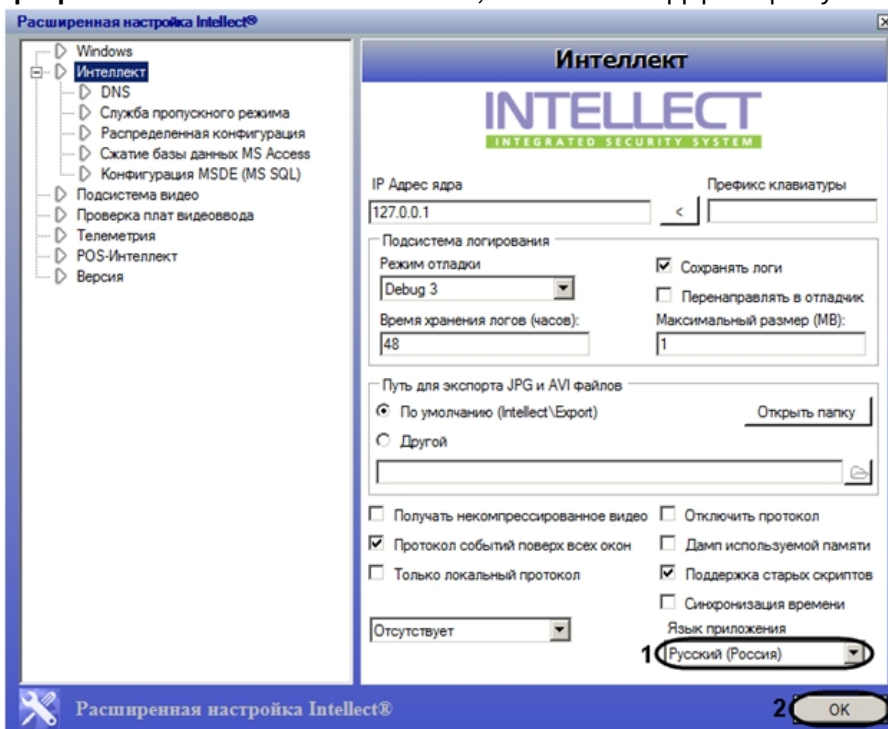 Расширенная настройка Intellect®
Windows
Интеллект
DNS
Служба пропускного режима
Распределенная конфигурация
Сжатие базы данных MS Access
Конфигурация MSDE (MS SQL)
Подсистема видео
Проверка плат видеоввода
Телеметрия
POS-Интеллект
Версия
Интеллект
INTELLECT
INTEGRATED SECURITY SYSTEM
IP Адрес ядра
Префикс клавиатуры
127.0.0.1
<
Подсистема логирования
Режим отладки
Сохранять логи
Debug 3
Перенаправлять в отладчик
Время хранения логов (часов):
Максимальный размер (MB):
48
1
Путь для экспорта JPG и AVI файлов
По умолчанию (Intellect\Export)
Открыть папку
Другой
Получать некомпрессированное видео
Отключить протокол
Протокол событий поверх всех окон
Дамп используемой памяти
Только локальный протокол
Поддержка старых скриптов
Синхронизация времени
Отсутствует
Язык приложения
1
Русский (Россия)
Расширенная настройка Intellect®
2
OK